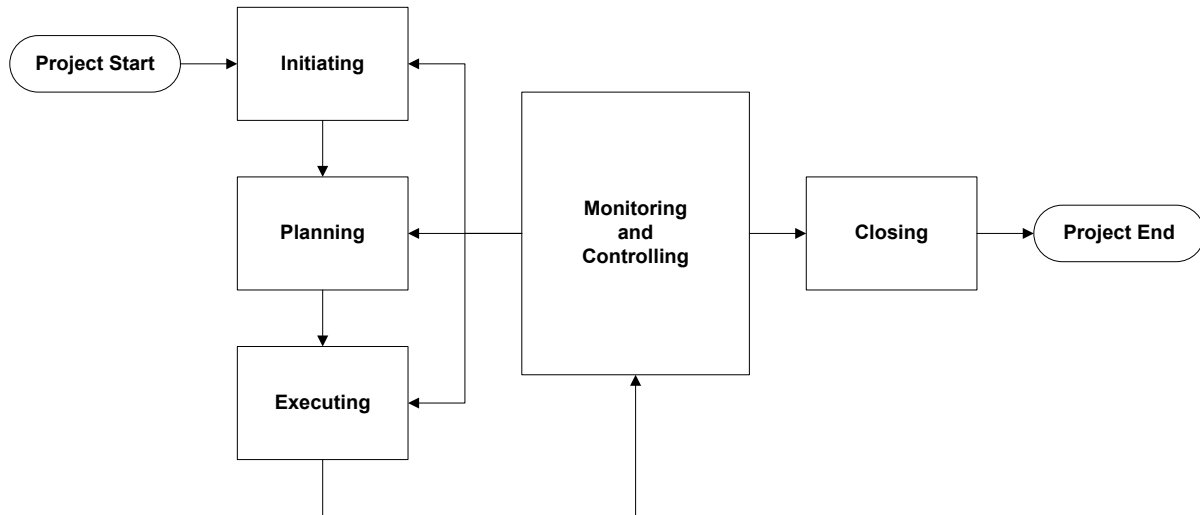 Project Start
Initiating
Planning
Executing
Monitoring
and
Controlling
Closing
Project End